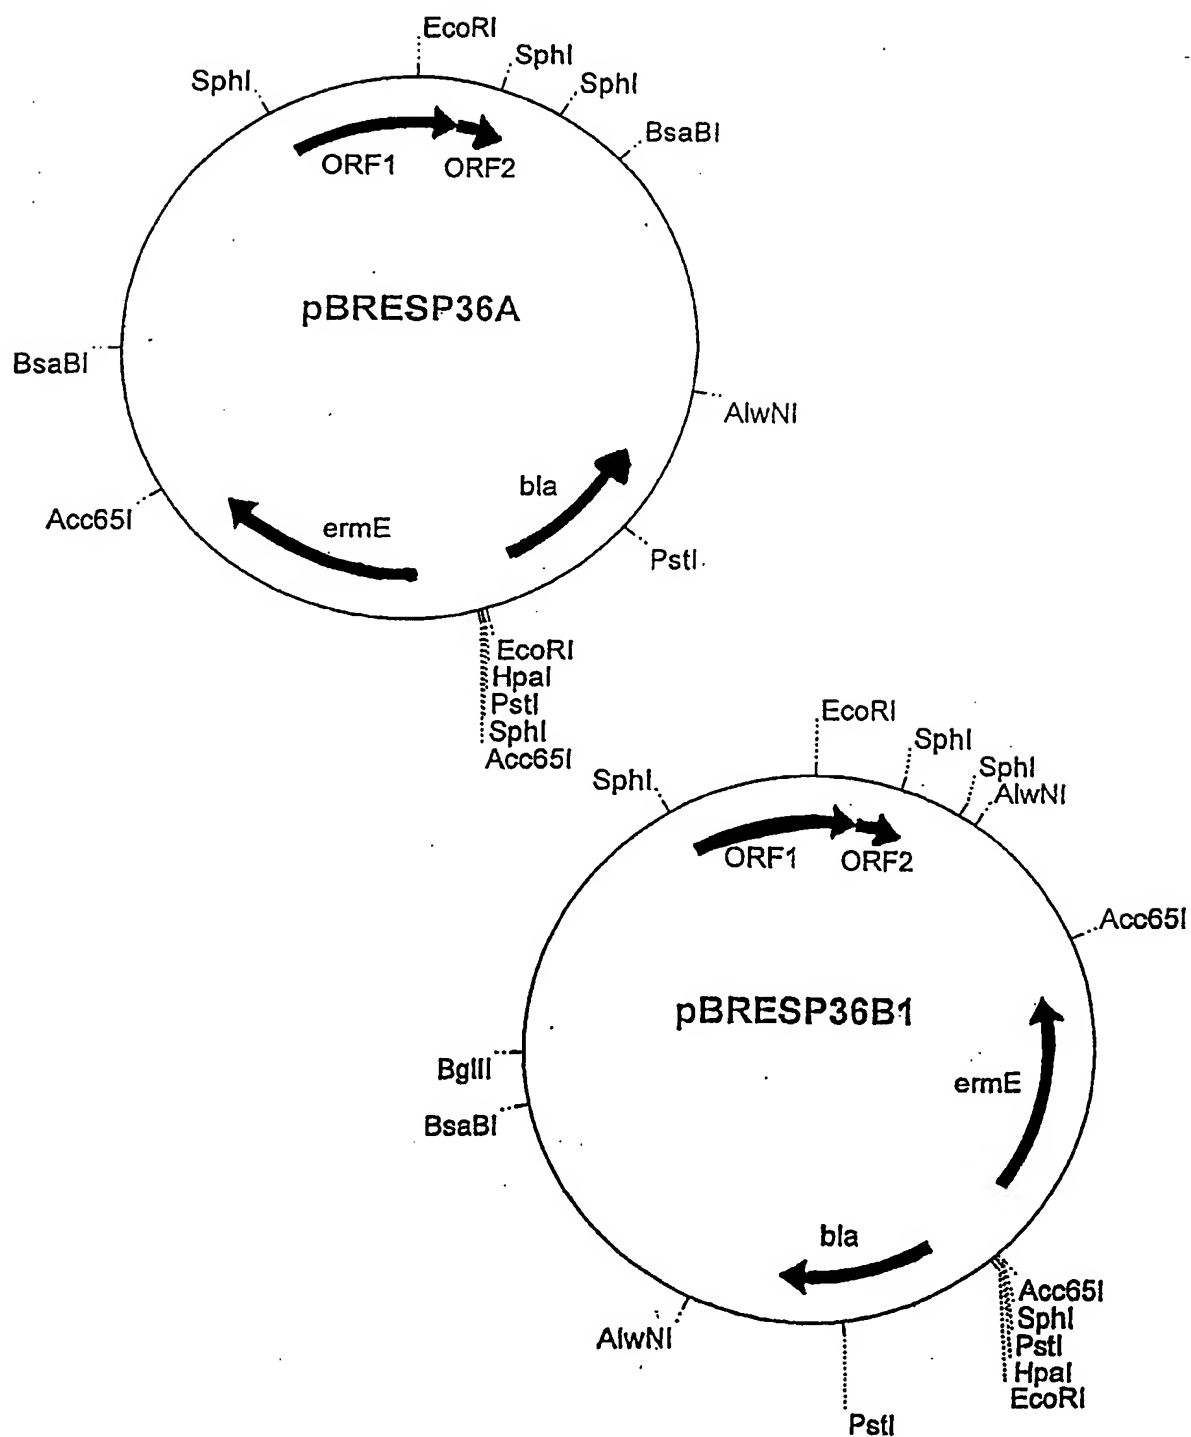 EcoRI
SphI
SphI
SphI
BsaBI
ORF1
ORF2
pBRESP36A
BsaBI
AlwNI
bla
ermE
Acc65I
PstI
EcoRI
HpaI
PstI
SphI
Acc65I
EcoRI
SphI
SphI
SphI
AlwNI
ORF1
ORF2
Acc65I
pBRESP36B1
BglII
ermE
BsaBI
bla
Acc65I
SphI
AlwNI
PstI
HpaI
EcoRI
PstI